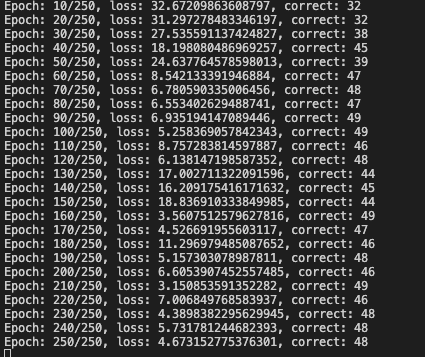 Epoch: 10/250, loss: 32.67209863608797, correct: 32
Epoch: 20/250, loss: 31.297278483346197, correct: 32
Epoch: 30/250, loss: 27.535591137424827, correct: 38
Epoch: 40/250, loss: 18.198080486969257, correct: 45
Epoch: 50/250, loss: 24.637764578598013, correct: 39
Epoch: 60/250, loss: 8.542133391946884, correct: 47
Epoch: 70/250, loss: 6.780590335006456, correct: 48
Epoch: 80/250, loss: 6.553402629488741, correct: 47
Epoch: 90/250, loss: 6.935194147089446, correct: 49
Epoch: 100/250, loss: 5.258369057842343, correct: 49
Epoch: 110/250, loss: 8.757283814597887, correct: 46
Epoch: 120/250, loss: 6.138147198587352, correct: 48
Epoch: 130/250, loss: 17.002711322091596, correct: 44
Epoch: 140/250, loss: 16.209175416171632, correct: 45
Epoch: 150/250, loss: 18.836910333849985, correct: 44
Epoch: 160/250, loss: 3.5607512579627816, correct: 49
Epoch: 170/250, loss: 4.526691955603117, correct: 47
Epoch: 180/250, loss: 11.296979485087652, correct: 46
Epoch: 190/250, loss: 5.157303078987811, correct: 48
Epoch: 200/250, loss: 6.6053907452557485, correct: 46
Epoch: 210/250, loss: 3.150853591352282, correct: 49
Epoch: 220/250, loss: 7.006849768583937, correct: 46
Epoch: 230/250, loss: 4.3898382295629945, correct: 48
Epoch: 240/250, loss: 5.731781244682393, correct: 48
Epoch: 250/250, loss: 4.673152775376301, correct: 48